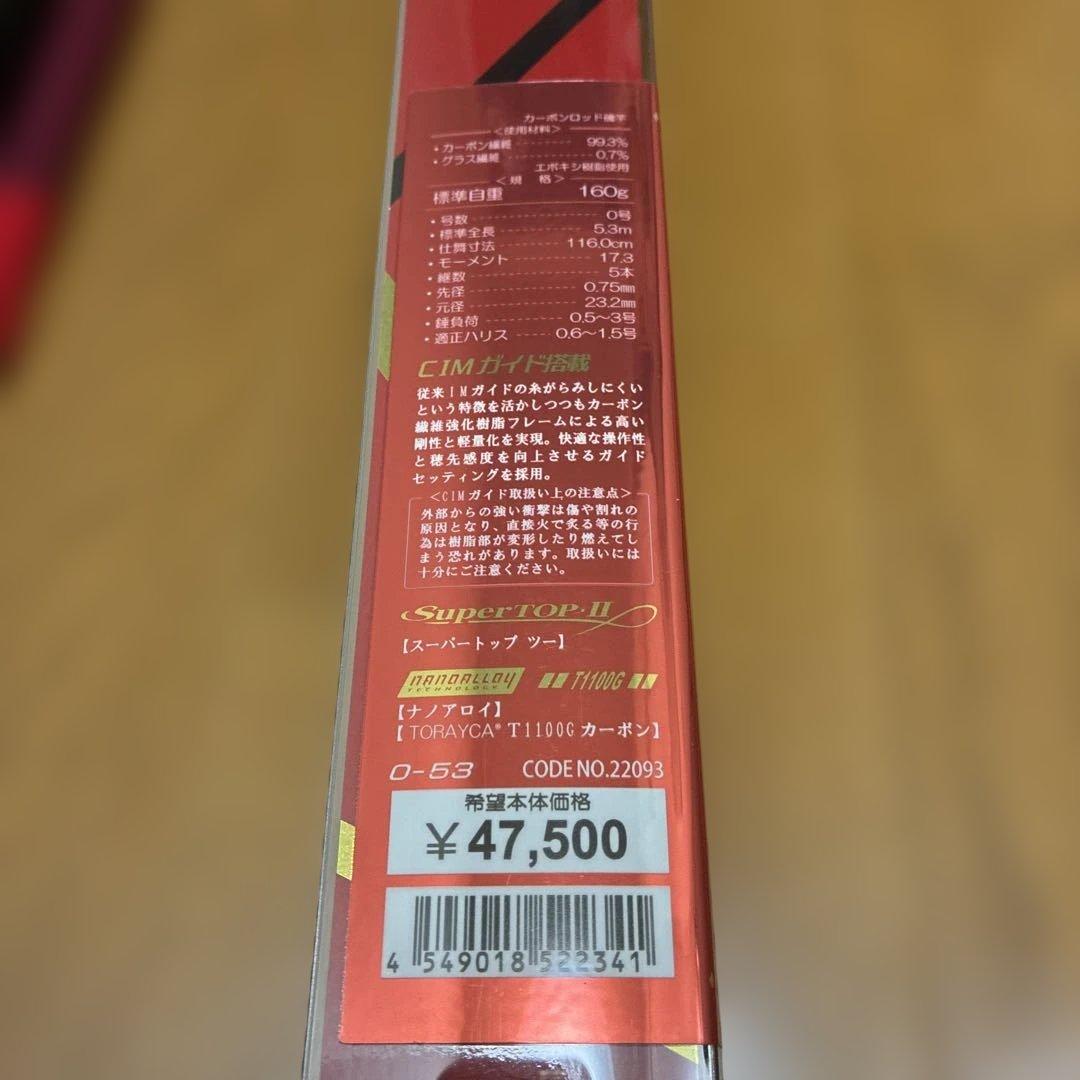 カーボンロッド磯竿
<使用材料>
・カーボン繊維 99.3%
・グラス繊維 0.7%
エポキシ樹脂使用
<規 格>
標準自重 160g
・号数 0号
・標準全長 5.3m
・仕舞寸法 116.0cm
・モーメント 17.3
・継数 5本
・先径 0.75mm
・元径 23.2mm
・錘負荷 0.5〜3号
・適正ハリス 0.6〜1.5号
CIMガイド搭載
従来IMガイドの糸がらみしにくい
という特徴を活かしつつもカーボン
繊維強化樹脂フレームによる高い
剛性と軽量化を実現。快適な操作性
と穂先感度を向上させるガイド
セッティングを採用。
<CIMガイド取扱い上の注意点>
外部からの強い衝撃は傷や割れの
原因となり、直接火で炙る等の行
為は樹脂部が変形したり燃えてし
まう恐れがあります。取扱いには
十分にご注意ください。
Super TOP・II
【スーパートップ ツー】
NANOALLOY TECHNOLOGY T1100G
【ナノアロイ】
【TORAYCA® T1100G カーボン】
0-53 CODE NO.22093
希望本体価格
¥47,500
4 549018 522341